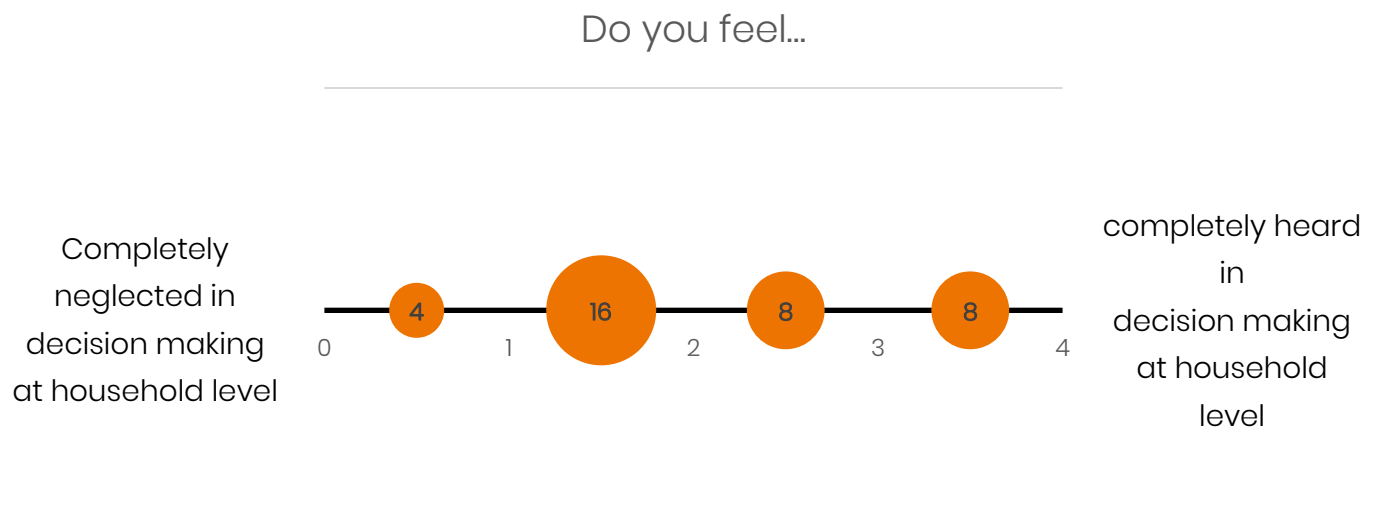 Do you feel...
Completely
neglected in
decision making
at household level
4
16
8
8
0
1
2
3
4
completely heard
in
decision making
at household
level